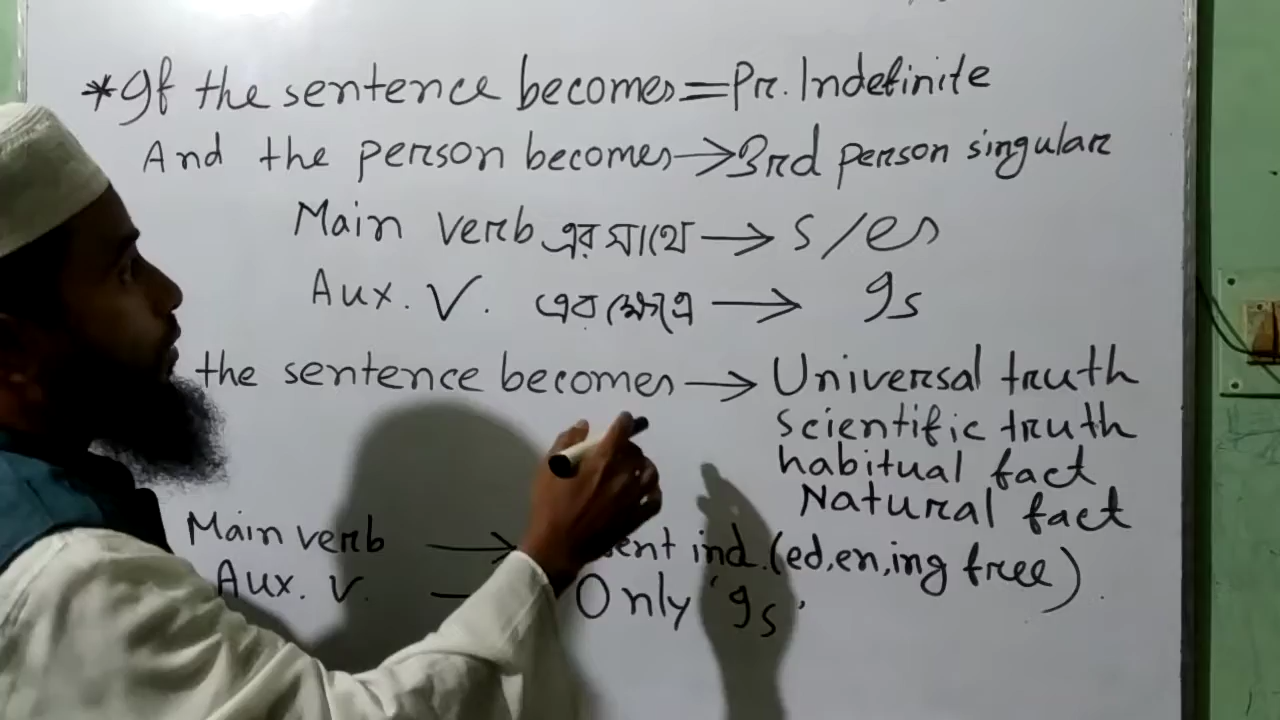 *If the sentence becomes=Pr. Indefinite
And the person becomes→3rd person singular
Main verb এর সাথে → s/es
Aux. V. এর ক্ষেত্রে → Is
the sentence becomes → Universal truth
scientific truth
habitual fact
Natural fact
Main verb → ind. (ed,en,ing free)
Aux. V. Only 'Is'